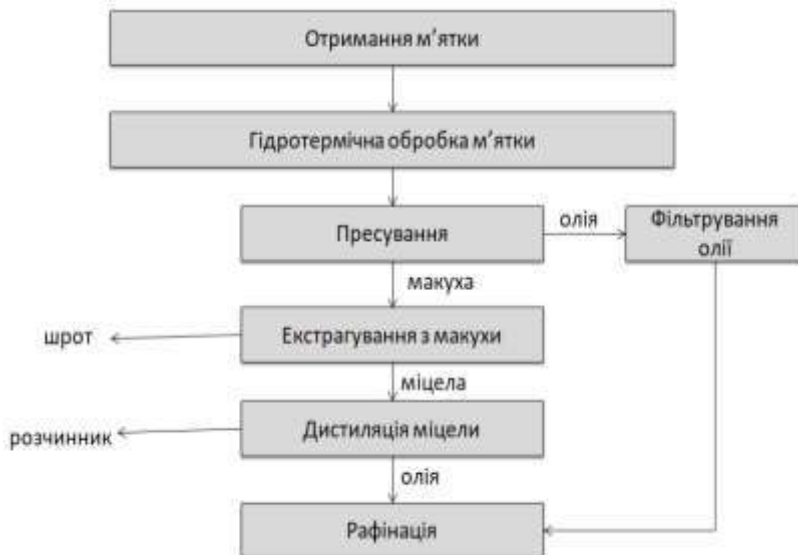 Отримання м’ятки
Гідротермічна обробка м’ятки
Пресування
олія
Фільтрування
олії
макуха
шрот
Екстрагування з макухи
міцела
розчинник
Дистиляція міцели
олія
Рафінація